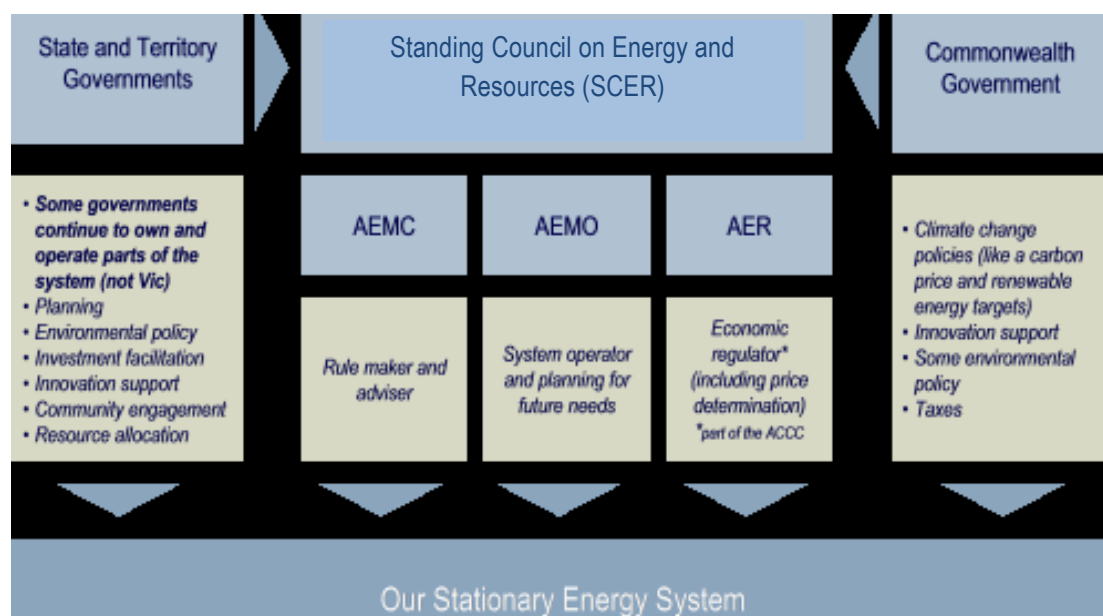 State and Territory
Governments
Standing Council on Energy and
Resources (SCER)
Commonwealth
Government
• Some governments
continue to own and
operate parts of the
system (not Vic)
• Planning
• Environmental policy
• Investment facilitation
• Innovation support
• Community engagement
• Resource allocation
AEMC
Rule maker and
adviser
AEMO
System operator
and planning for
future needs
AER
Economic
regulator*
(including price
determination)
*part of the ACCC
• Climate change
policies (like a carbon
price and renewable
energy targets)
• Innovation support
• Some environmental
policy
• Taxes
Our Stationary Energy System